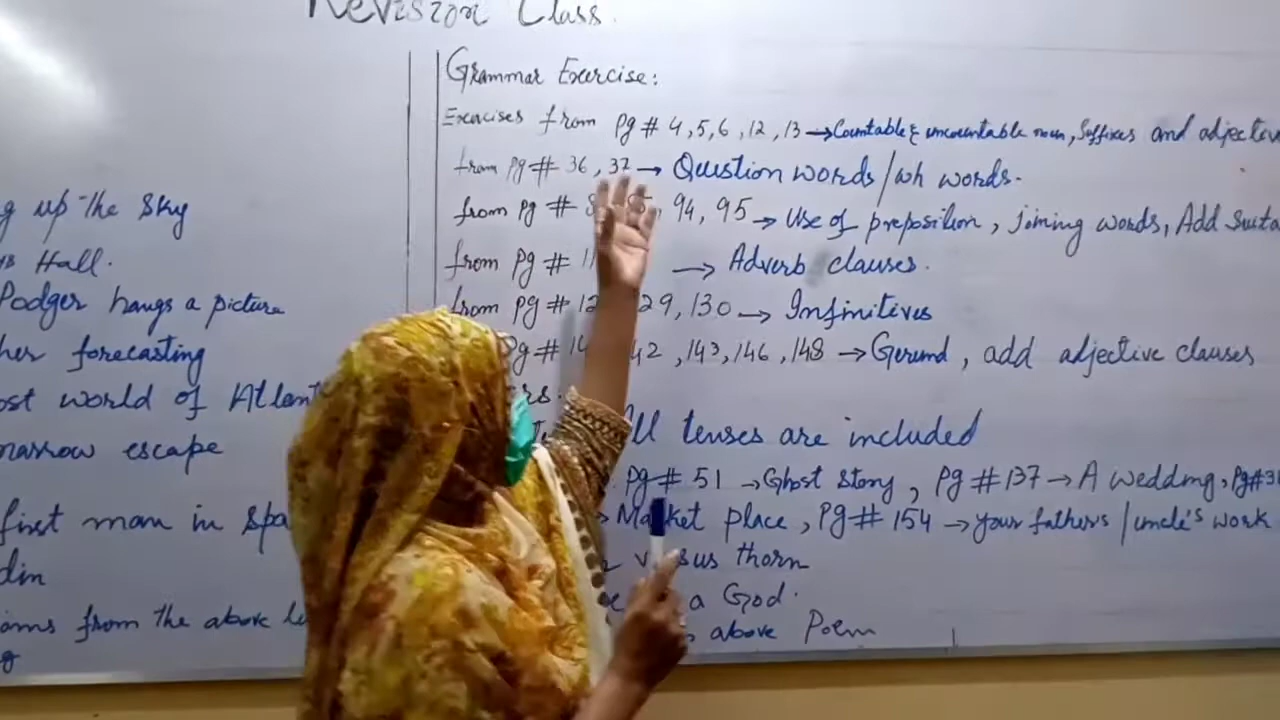 Revision Class
g up the sky
Hall.
Podger hangs a picture
her forecasting
ost world of Atlant
narrow escape
first man in spa
din
oms from the above le
g
Grammar Exercise:
Exercises from pg # 4,5,6,12,13 → Countable & uncountable noun, Suffixes and adjective
from pg # 36, 37 → Question words/wh words.
from pg # 94, 95 → Use of preposition, joining words, Add suita
from pg # 11 → Adverb clauses.
from pg # 12 29, 130 → Infinitives
Pg # 14 42, 143, 146, 148 → Gerund, add adjective clauses
rs.
All tenses are included
Pg # 51 → Ghost story, Pg # 137 → A wedding, Pg #3
Market place, Pg # 154 → your father's/uncle's work
versus thorn
a God.
above Poem